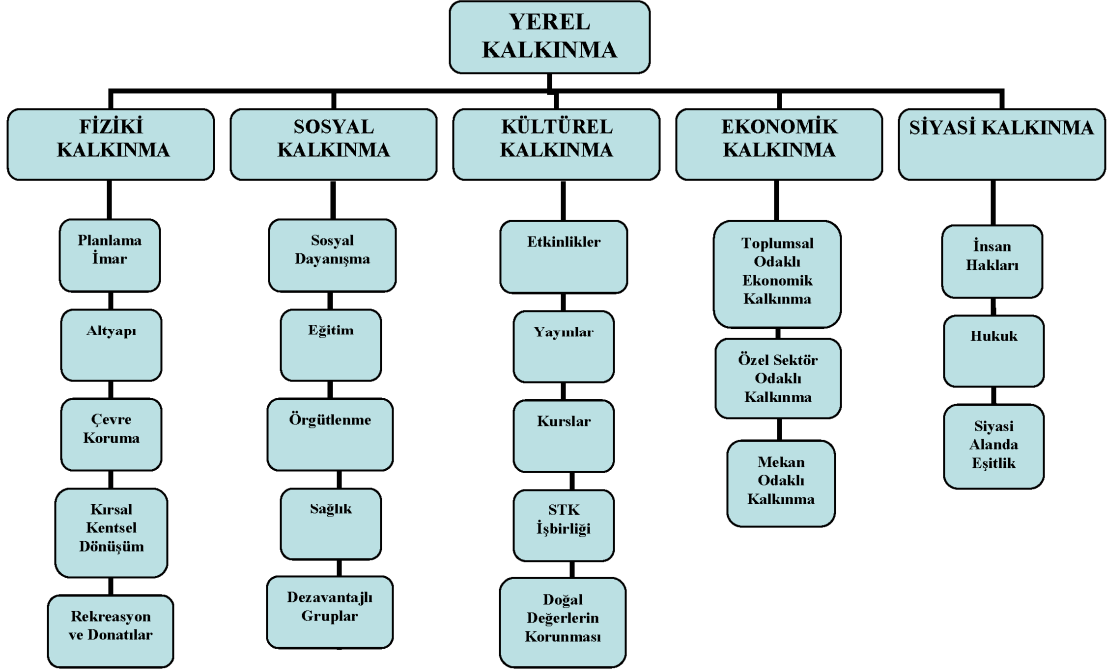 YEREL
KALKINMA
FİZİKİ
KALKINMA
SOSYAL
KALKINMA
KÜLTÜREL
KALKINMA
EKONOMİK
KALKINMA
SİYASİ KALKINMA
Planlama
İmar
Altyapı
Çevre
Koruma
Kırsal
Kentsel
Dönüşüm
Rekreasyon
ve Donatılar
Sosyal
Dayanışma
Eğitim
Örgütlenme
Sağlık
Dezavantajlı
Gruplar
Etkinlikler
Yayınlar
Kurslar
STK
İşbirliği
Doğal
Değerlerin
Korunması
Toplumsal
Odaklı
Ekonomik
Kalkınma
Özel Sektör
Odaklı
Kalkınma
Mekan
Odaklı
Kalkınma
İnsan
Hakları
Hukuk
Siyasi
Alanda
Eşitlik